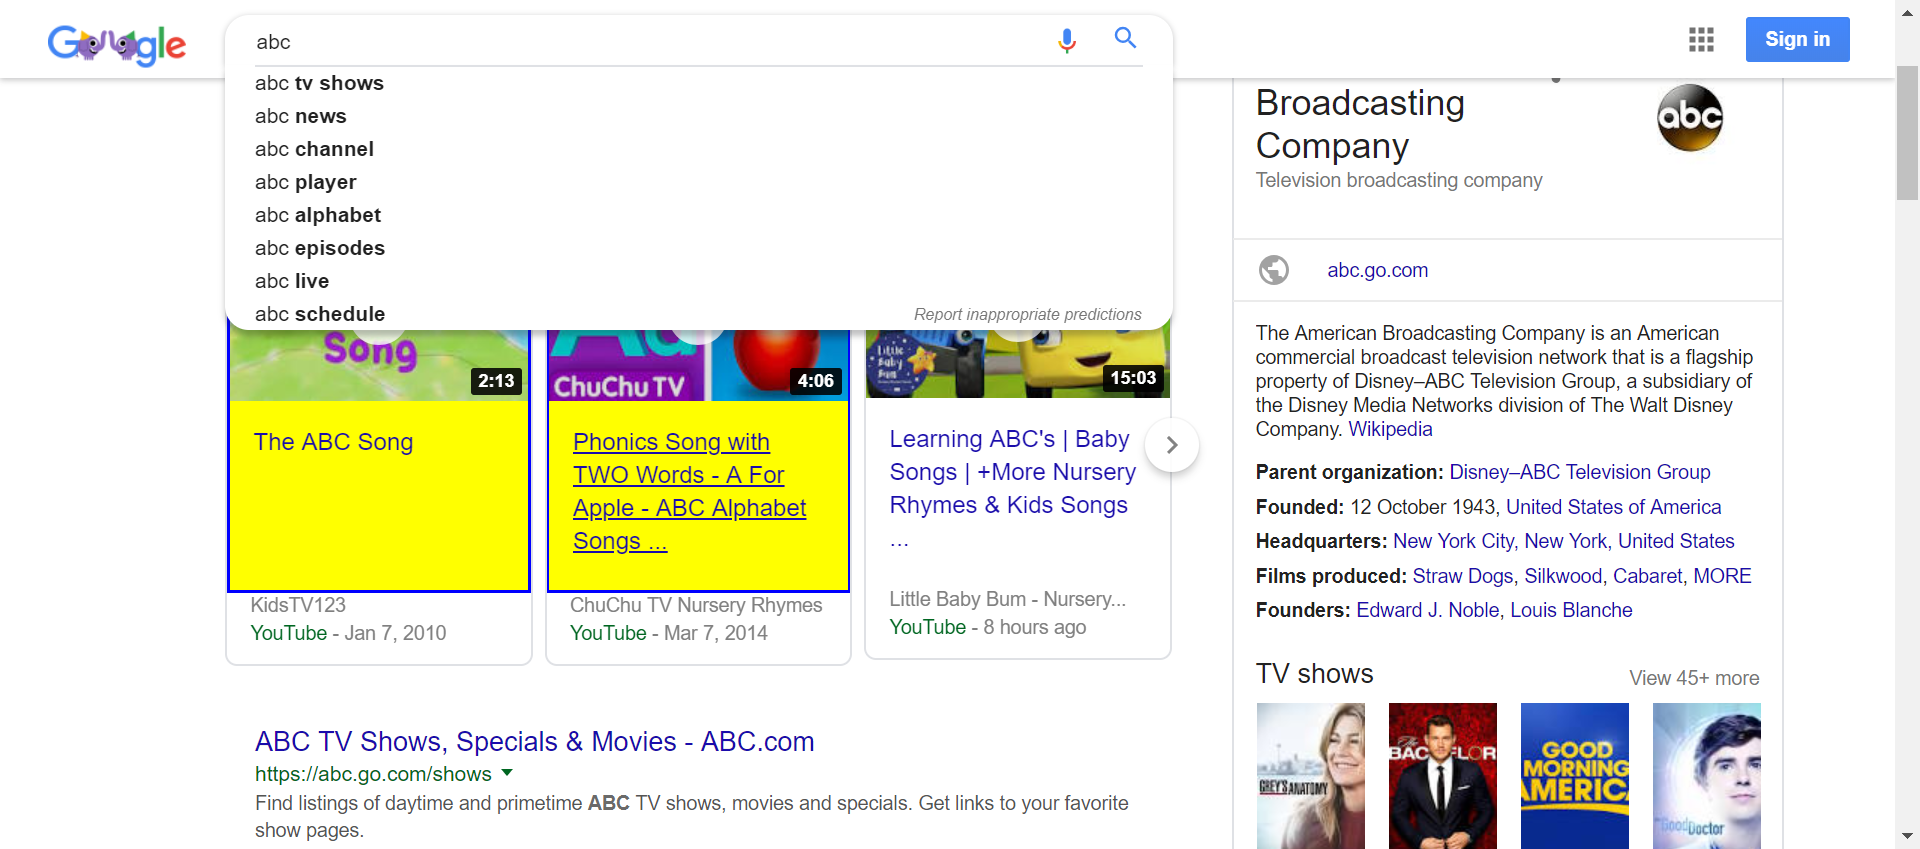 Google
abc
Sign in
abc tv shows
abc news
abc channel
abc player
abc alphabet
abc episodes
abc live
abc schedule
Report inappropriate predictions
Song
2:13
ChuChu TV
4:06
Little
Baby
Bum
15:03
The ABC Song
Phonics Song with
TWO Words - A For
Apple - ABC Alphabet
Songs ...
Learning ABC's | Baby
Songs | +More Nursery
Rhymes & Kids Songs
...
KidsTV123
YouTube - Jan 7, 2010
ChuChu TV Nursery Rhymes
YouTube - Mar 7, 2014
Little Baby Bum - Nursery...
YouTube - 8 hours ago
ABC TV Shows, Specials & Movies - ABC.com
https://abc.go.com/shows
Find listings of daytime and primetime ABC TV shows, movies and specials. Get links to your favorite
show pages.
Broadcasting
Company
abc
Television broadcasting company
abc.go.com
The American Broadcasting Company is an American
commercial broadcast television network that is a flagship
property of Disney–ABC Television Group, a subsidiary of
the Disney Media Networks division of The Walt Disney
Company. Wikipedia
Parent organization: Disney–ABC Television Group
Founded: 12 October 1943, United States of America
Headquarters: New York City, New York, United States
Films produced: Straw Dogs, Silkwood, Cabaret, MORE
Founders: Edward J. Noble, Louis Blanche
TV shows
View 45+ more
GREY'S ANATOMY
The
BACHELOR
GOOD
MORNING
AMERICA
the Good Doctor